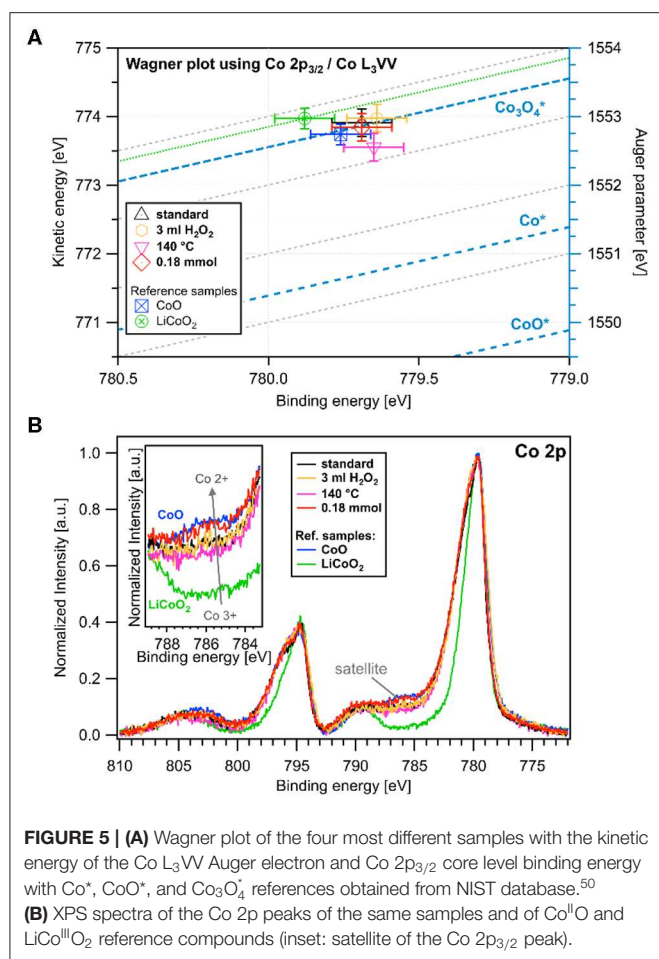 A
Wagner plot using Co 2p3/2 / Co L3VV
775
774
773
772
771
Kinetic energy [eV]
1554
1553
1552
1551
1550
Auger parameter [eV]
Co3O4*
Co*
CoO*
standard
3 ml H2O2
140 °C
0.18 mmol
Reference samples
CoO
LiCoO2
780.5
780.0
779.5
779.0
Binding energy [eV]
B
Co 2p
1.0
0.8
0.6
0.4
0.2
0.0
Normalized Intensity [a.u.]
Normalized Intensity [a.u.]
Co 2+
CoO
LiCoO2
Co 3+
788 786 784
Binding energy [eV]
standard
3 ml H2O2
140 °C
0.18 mmol
Ref. samples:
CoO
LiCoO2
satellite
810 805 800 795 790 785 780 775
Binding energy [eV]
FIGURE 5 | (A) Wagner plot of the four most different samples with the kinetic
energy of the Co L3VV Auger electron and Co 2p3/2 core level binding energy
with Co*, CoO*, and Co3O4* references obtained from NIST database.50
(B) XPS spectra of the Co 2p peaks of the same samples and of CoIIO and
LiCoIIIO2 reference compounds (inset: satellite of the Co 2p3/2 peak).